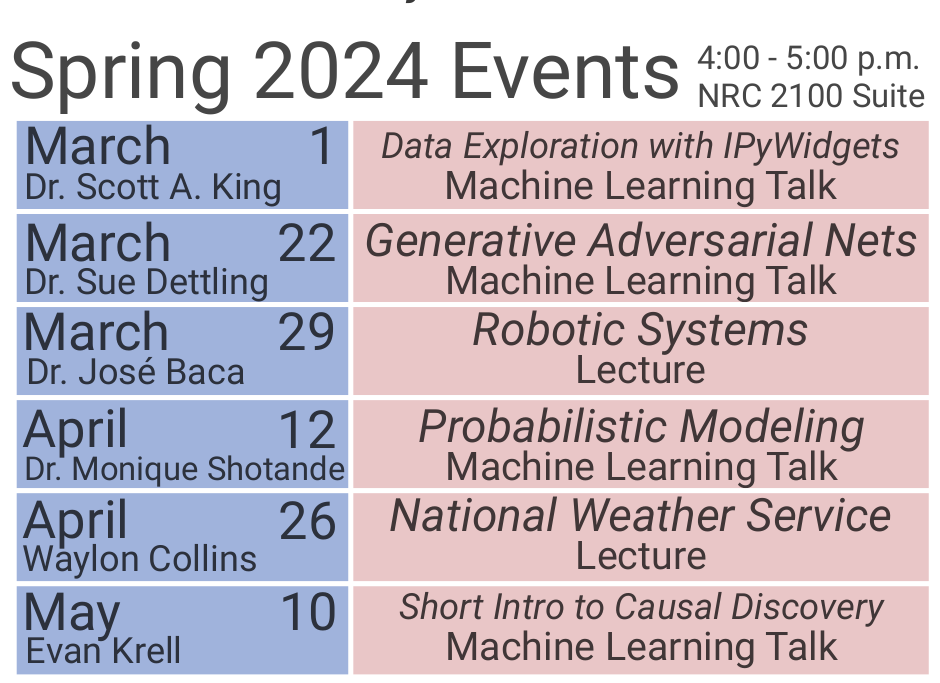 Spring 2024 Events
4:00 - 5:00 p.m.
NRC 2100 Suite
March 1
Dr. Scott A. King
Data Exploration with IPyWidgets
Machine Learning Talk
March 22
Dr. Sue Dettling
Generative Adversarial Nets
Machine Learning Talk
March 29
Dr. José Baca
Robotic Systems
Lecture
April 12
Dr. Monique Shotande
Probabilistic Modeling
Machine Learning Talk
April 26
Waylon Collins
National Weather Service
Lecture
May 10
Evan Krell
Short Intro to Causal Discovery
Machine Learning Talk